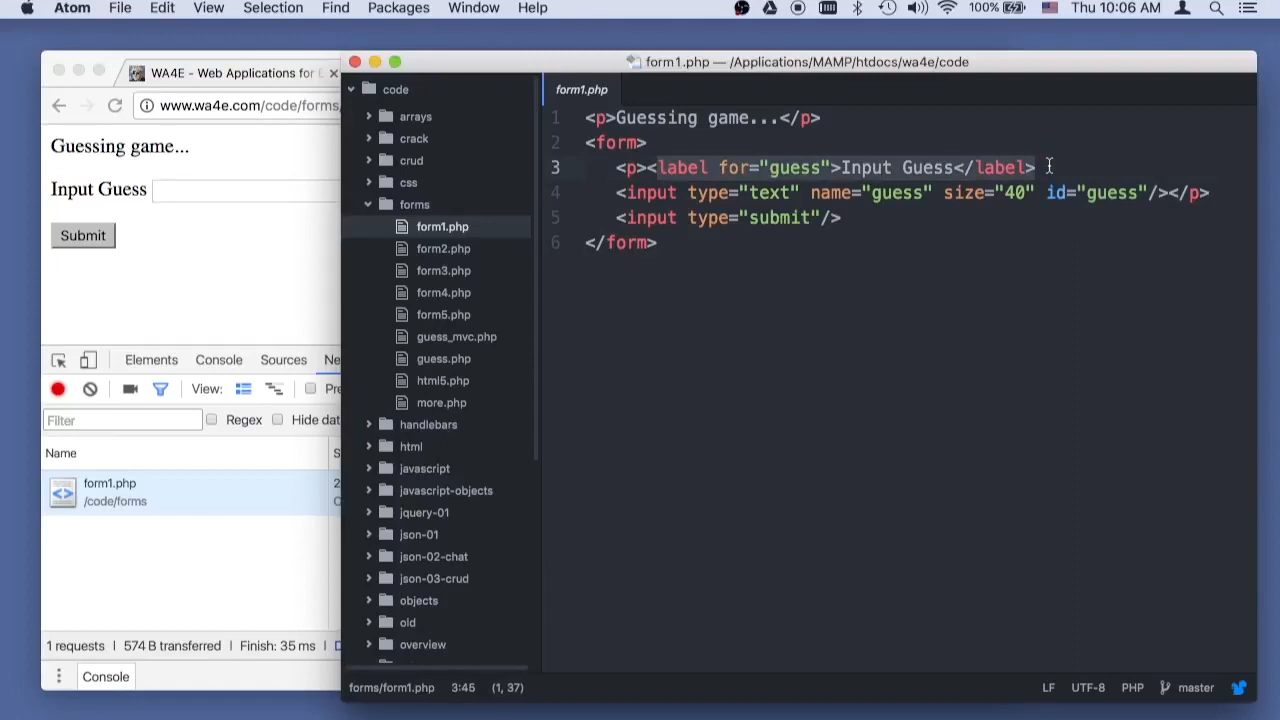 Atom File Edit View Selection Find Packages Window Help 100% Thu 10:06 AM
WA4E - Web Applications for E
www.wa4e.com/code/forms/
Guessing game...
Input Guess
Submit
Elements Console Sources Ne
View: Pre
Filter Regex Hide dat
Name S
form1.php 2
/code/forms C
1 requests | 574 B transferred | Finish: 35 ms | D
Console
form1.php — /Applications/MAMP/htdocs/wa4e/code
code
arrays
crack
crud
css
forms
form1.php
form2.php
form3.php
form4.php
form5.php
guess_mvc.php
guess.php
html5.php
more.php
handlebars
html
javascript
javascript-objects
jquery-01
json-01
json-02-chat
json-03-crud
objects
old
overview
form1.php
1 <p>Guessing game...</p>
2 <form>
3 <p><label for="guess">Input Guess</label>
4 <input type="text" name="guess" size="40" id="guess"/></p>
5 <input type="submit"/>
6 </form>
forms/form1.php 3:45 (1, 37) LF UTF-8 PHP master